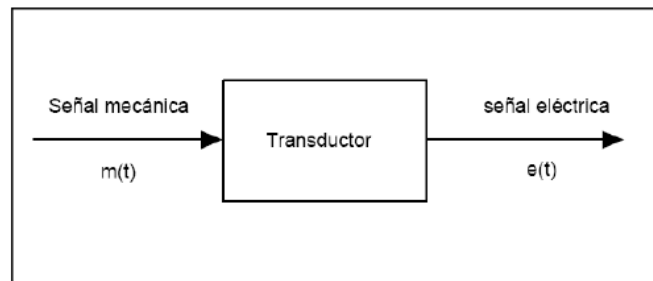 Señal mecánica
m(t)
Transductor
señal eléctrica
e(t)